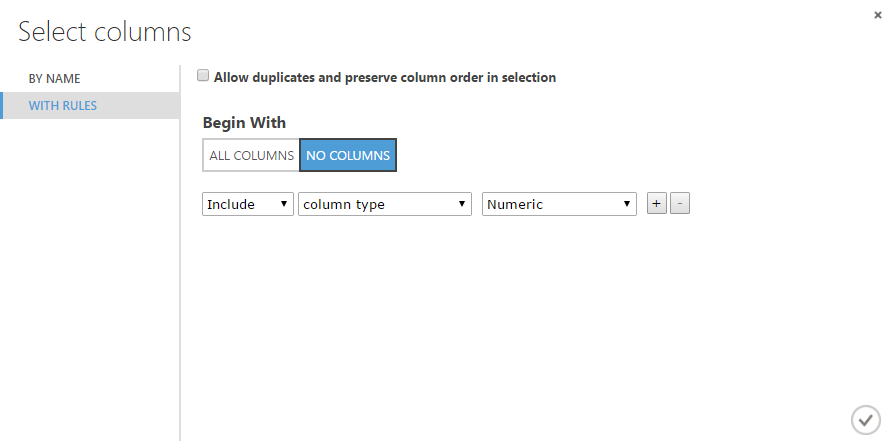 Select columns
BY NAME
WITH RULES
Allow duplicates and preserve column order in selection
Begin With
ALL COLUMNS NO COLUMNS
Include column type Numeric + -